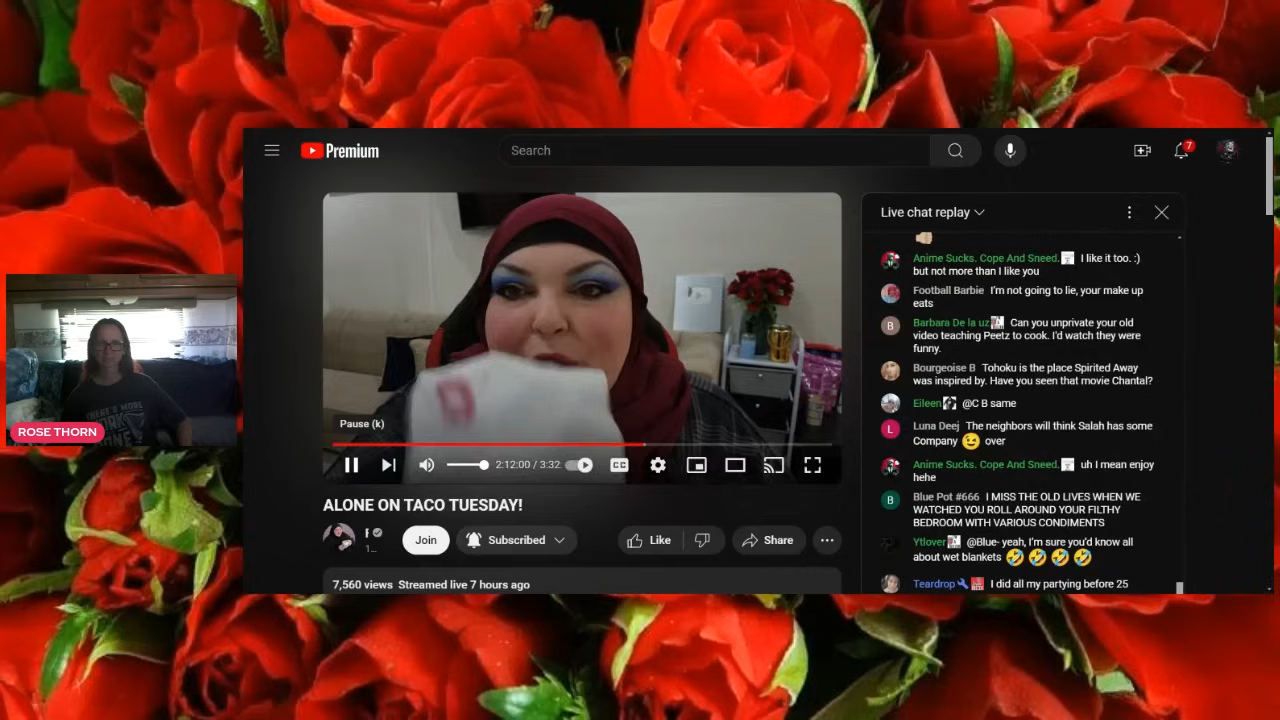 Premium
Search
7
Live chat replay
Anime Sucks. Cope And Sneed. I like it too. :)
but not more than I like you
Football Barbie I'm not going to lie, your make up
eats
Barbara De la uz Can you unprivate your old
video teaching Peetz to cook. I'd watch they were
funny.
Bourgeoise B Tohoku is the place Spirited Away
was inspired by. Have you seen that movie Chantal?
Eileen @C B same
Luna Deej The neighbors will think Salah has some
Company 😉 over
Anime Sucks. Cope And Sneed. uh I mean enjoy
hehe
Blue Pot #666 I MISS THE OLD LIVES WHEN WE
WATCHED YOU ROLL AROUND YOUR FILTHY
BEDROOM WITH VARIOUS CONDIMENTS
Ytlover @Blue- yeah, I'm sure you'd know all
about wet blankets 🤣🤣🤣🤣
Teardrop I did all my partying before 25
Pause (k)
2:12:00 / 3:32
CC
ALONE ON TACO TUESDAY!
1...
Join
Subscribed
Like
Share
7,560 views Streamed live 7 hours ago
THERE'S MORE
ROSE THORN